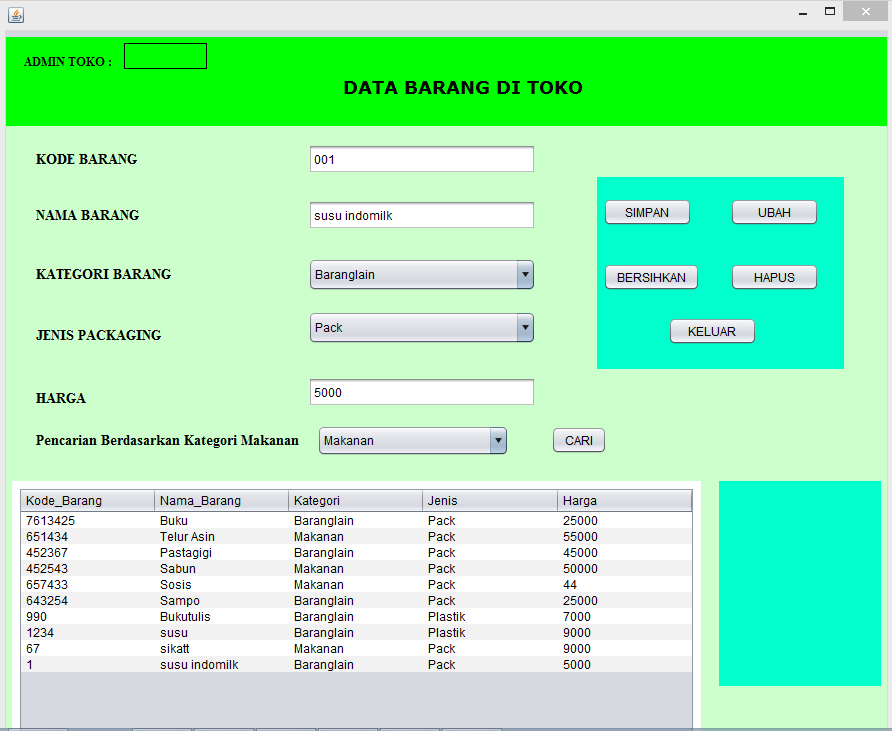 ADMIN TOKO :
DATA BARANG DI TOKO
KODE BARANG 001
NAMA BARANG susu indomilk
SIMPAN UBAH
KATEGORI BARANG Baranglain
BERSIHKAN HAPUS
JENIS PACKAGING Pack
KELUAR
HARGA 5000
Pencarian Berdasarkan Kategori Makanan Makanan CARI
Kode_Barang Nama_Barang Kategori Jenis Harga
7613425 Buku Baranglain Pack 25000
651434 Telur Asin Makanan Pack 55000
452367 Pastagigi Baranglain Pack 45000
452543 Sabun Makanan Pack 50000
657433 Sosis Makanan Pack 44
643254 Sampo Baranglain Pack 25000
990 Bukutulis Baranglain Plastik 7000
1234 susu Baranglain Plastik 9000
67 sikatt Makanan Pack 9000
1 susu indomilk Baranglain Pack 5000